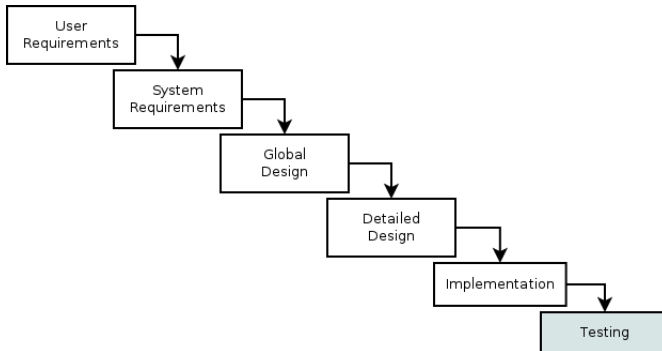 User
Requirements
System
Requirements
Global
Design
Detailed
Design
Implementation
Testing